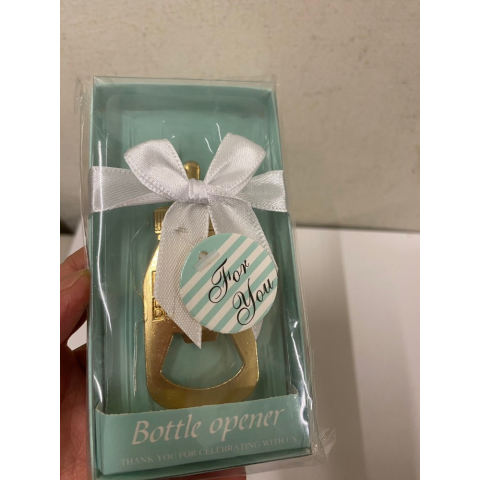 For
You
Bottle opener
THANK YOU FOR CELEBRATING WITH US